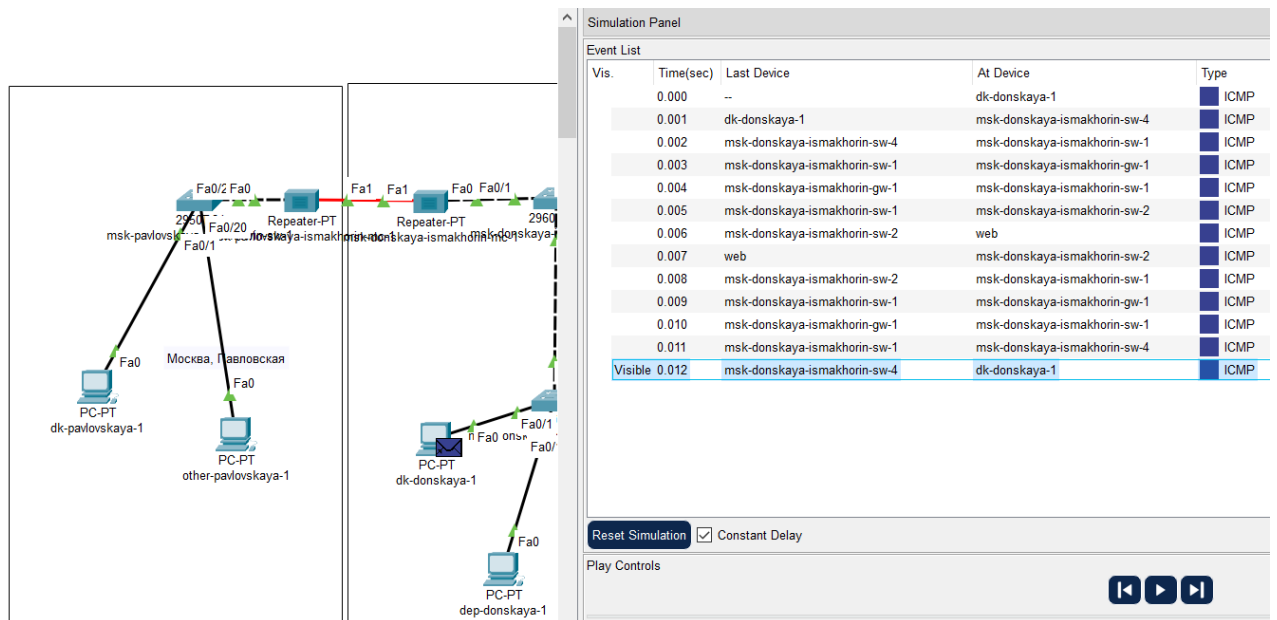 Simulation Panel
Event List
Vis. Time(sec) Last Device At Device Type
0.000 -- dk-donskaya-1 ICMP
0.001 dk-donskaya-1 msk-donskaya-ismakhorin-sw-4 ICMP
0.002 msk-donskaya-ismakhorin-sw-4 msk-donskaya-ismakhorin-sw-1 ICMP
0.003 msk-donskaya-ismakhorin-sw-1 msk-donskaya-ismakhorin-gw-1 ICMP
0.004 msk-donskaya-ismakhorin-gw-1 msk-donskaya-ismakhorin-sw-1 ICMP
0.005 msk-donskaya-ismakhorin-sw-1 msk-donskaya-ismakhorin-sw-2 ICMP
0.006 msk-donskaya-ismakhorin-sw-2 web ICMP
0.007 web msk-donskaya-ismakhorin-sw-2 ICMP
0.008 msk-donskaya-ismakhorin-sw-2 msk-donskaya-ismakhorin-sw-1 ICMP
0.009 msk-donskaya-ismakhorin-sw-1 msk-donskaya-ismakhorin-gw-1 ICMP
0.010 msk-donskaya-ismakhorin-gw-1 msk-donskaya-ismakhorin-sw-1 ICMP
0.011 msk-donskaya-ismakhorin-sw-1 msk-donskaya-ismakhorin-sw-4 ICMP
Visible 0.012 msk-donskaya-ismakhorin-sw-4 dk-donskaya-1 ICMP
Reset Simulation Constant Delay
Play Controls
Fa0/2 Fa0 Fa1 Fa1 Fa0 Fa0/1
Repeater-PT Repeater-PT 2960
Fa0/20
msk-donskaya-ismakhorin-mc-1
Fa0/1
Москва, Павловская
Fa0
Fa0
PC-PT
dk-pavlovskaya-1
PC-PT
other-pavlovskaya-1
Fa0/1
Fa0
PC-PT
dk-donskaya-1
Fa0
PC-PT
dep-donskaya-1